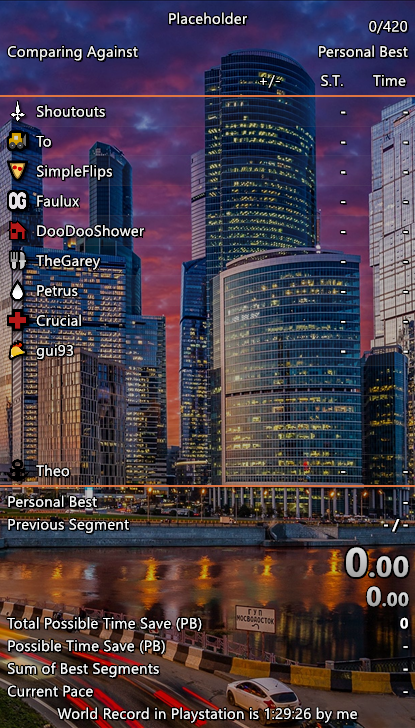 Placeholder
0/420
Comparing Against Personal Best
+/- S.T. Time
Shoutouts - -
To - -
SimpleFlips - -
Faulux - -
DooDooShower - -
TheGarey - -
Petrus - -
Crucial - -
gui93 - -
Theo - -
Personal Best -
Previous Segment - / -
0.00
0.00
Total Possible Time Save (PB) 0
Possible Time Save (PB) -
Sum of Best Segments -
Current Pace -
World Record in Playstation is 1:29:26 by me
ГУП
МОСВОДОСТОК